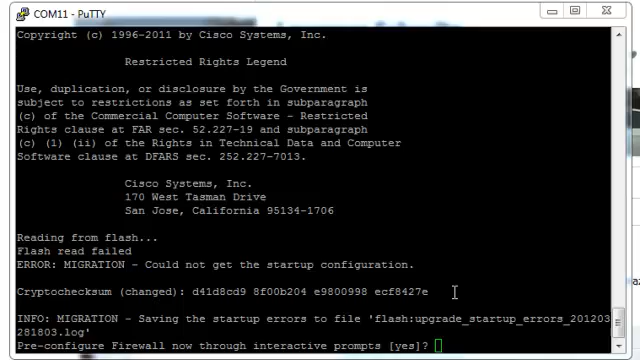 COM11 - PuTTY
Copyright (c) 1996-2011 by Cisco Systems, Inc.
Restricted Rights Legend
Use, duplication, or disclosure by the Government is
subject to restrictions as set forth in subparagraph
(c) of the Commercial Computer Software - Restricted
Rights clause at FAR sec. 52.227-19 and subparagraph
(c) (1) (ii) of the Rights in Technical Data and Computer
Software clause at DFARS sec. 252.227-7013.
Cisco Systems, Inc.
170 West Tasman Drive
San Jose, California 95134-1706
Reading from flash...
Flash read failed
ERROR: MIGRATION - Could not get the startup configuration.
Cryptochecksum (changed): d41d8cd9 8f00b204 e9800998 ecf8427e
INFO: MIGRATION - Saving the startup errors to file 'flash:upgrade_startup_errors_201203
281803.log'
Pre-configure Firewall now through interactive prompts [yes]?